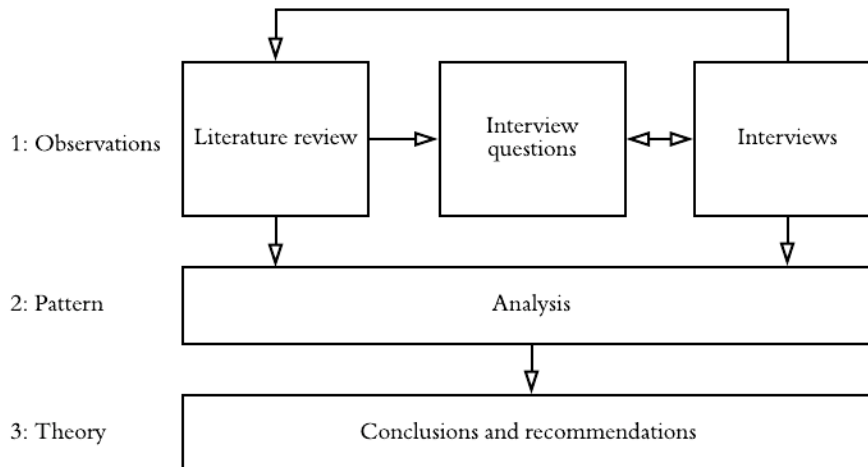 1: Observations
Literature review
Interview
questions
Interviews
2: Pattern
Analysis
3: Theory
Conclusions and recommendations